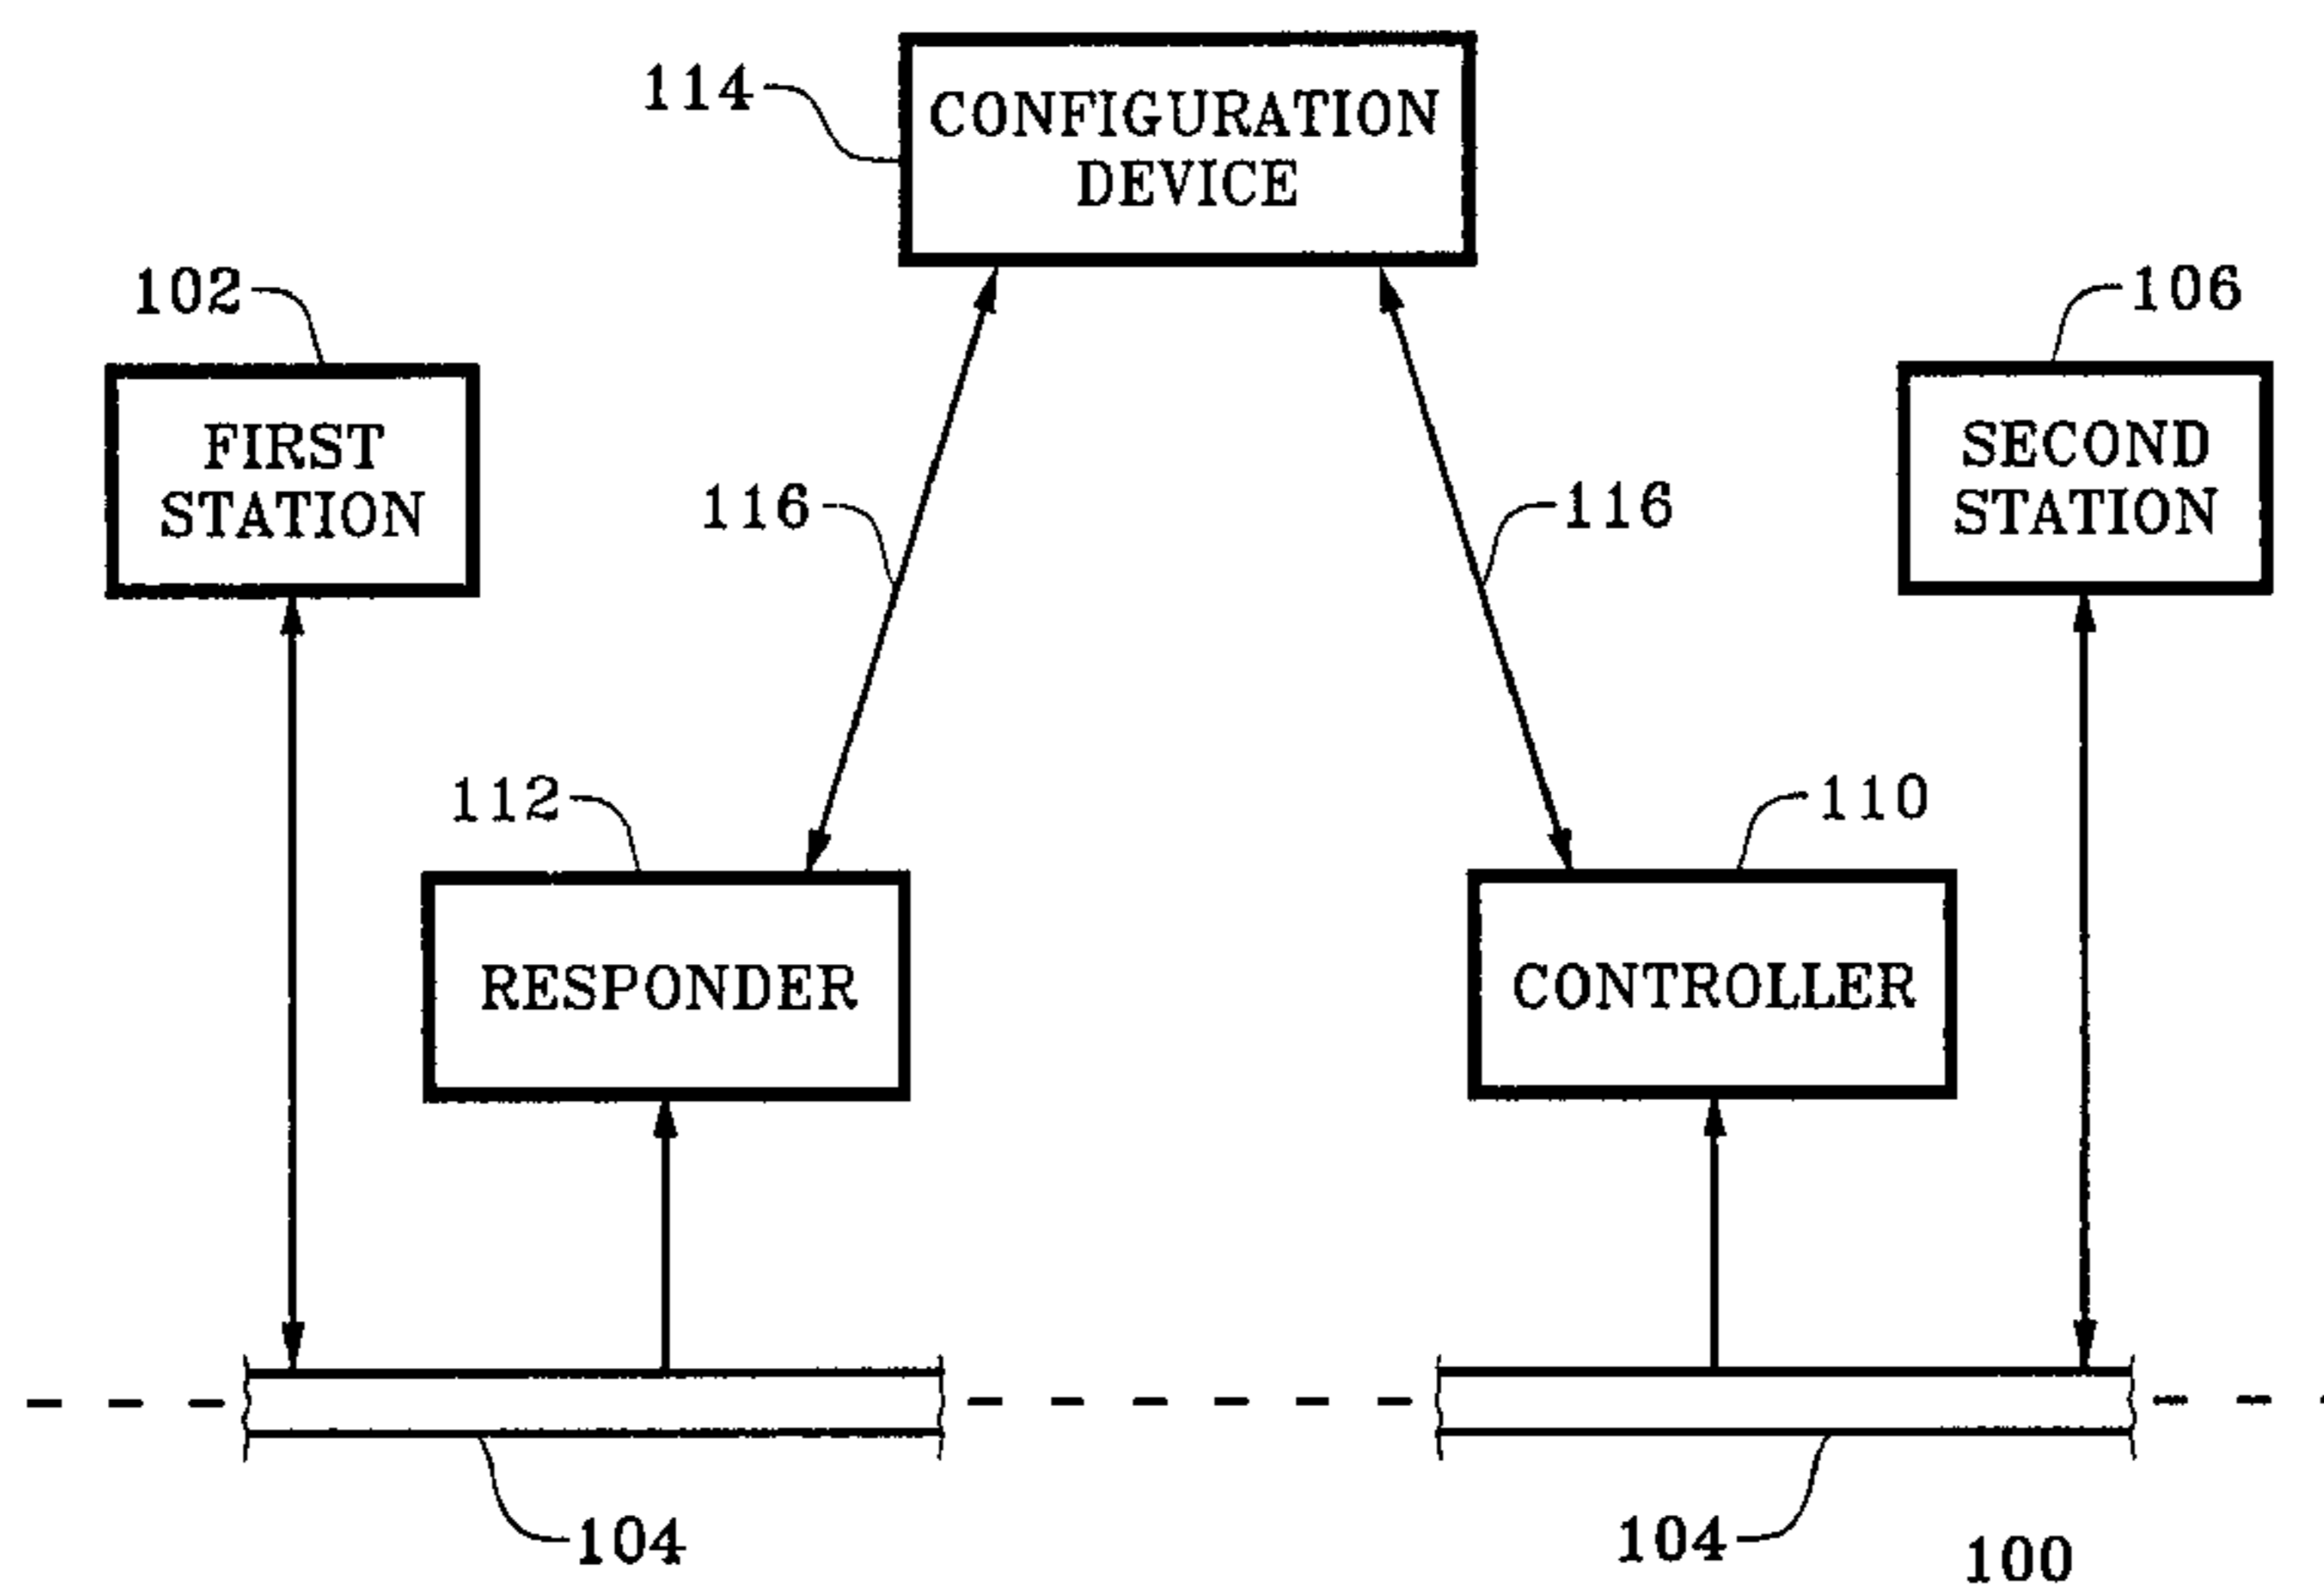 114
CONFIGURATION
DEVICE
102
106
FIRST
STATION
SECOND
STATION
116
116
112
110
RESPONDER
CONTROLLER
104
104
100